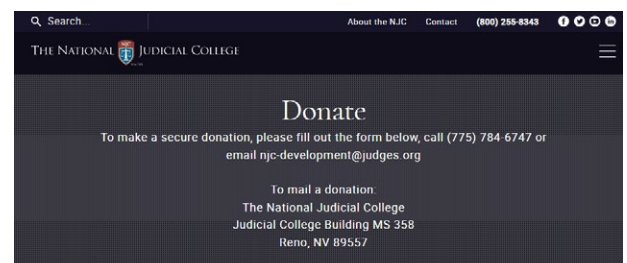 Search...
About the NJC Contact (800) 255-8343
THE NATIONAL JUDICIAL COLLEGE
Donate
To make a secure donation, please fill out the form below, call (775) 784-6747 or
email njc-development@judges.org
To mail a donation:
The National Judicial College
Judicial College Building MS 358
Reno, NV 89557